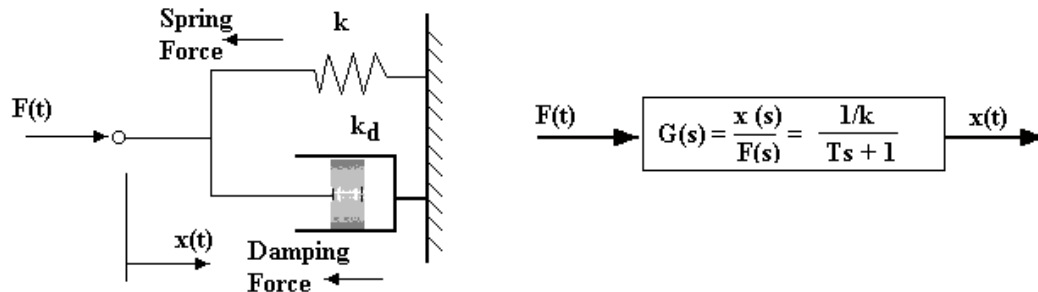 Spring
Force
k
F(t)
k_d
x(t)
Damping
Force
F(t)
G(s) = x (s) / F(s) = 1/k / Ts + 1
x(t)